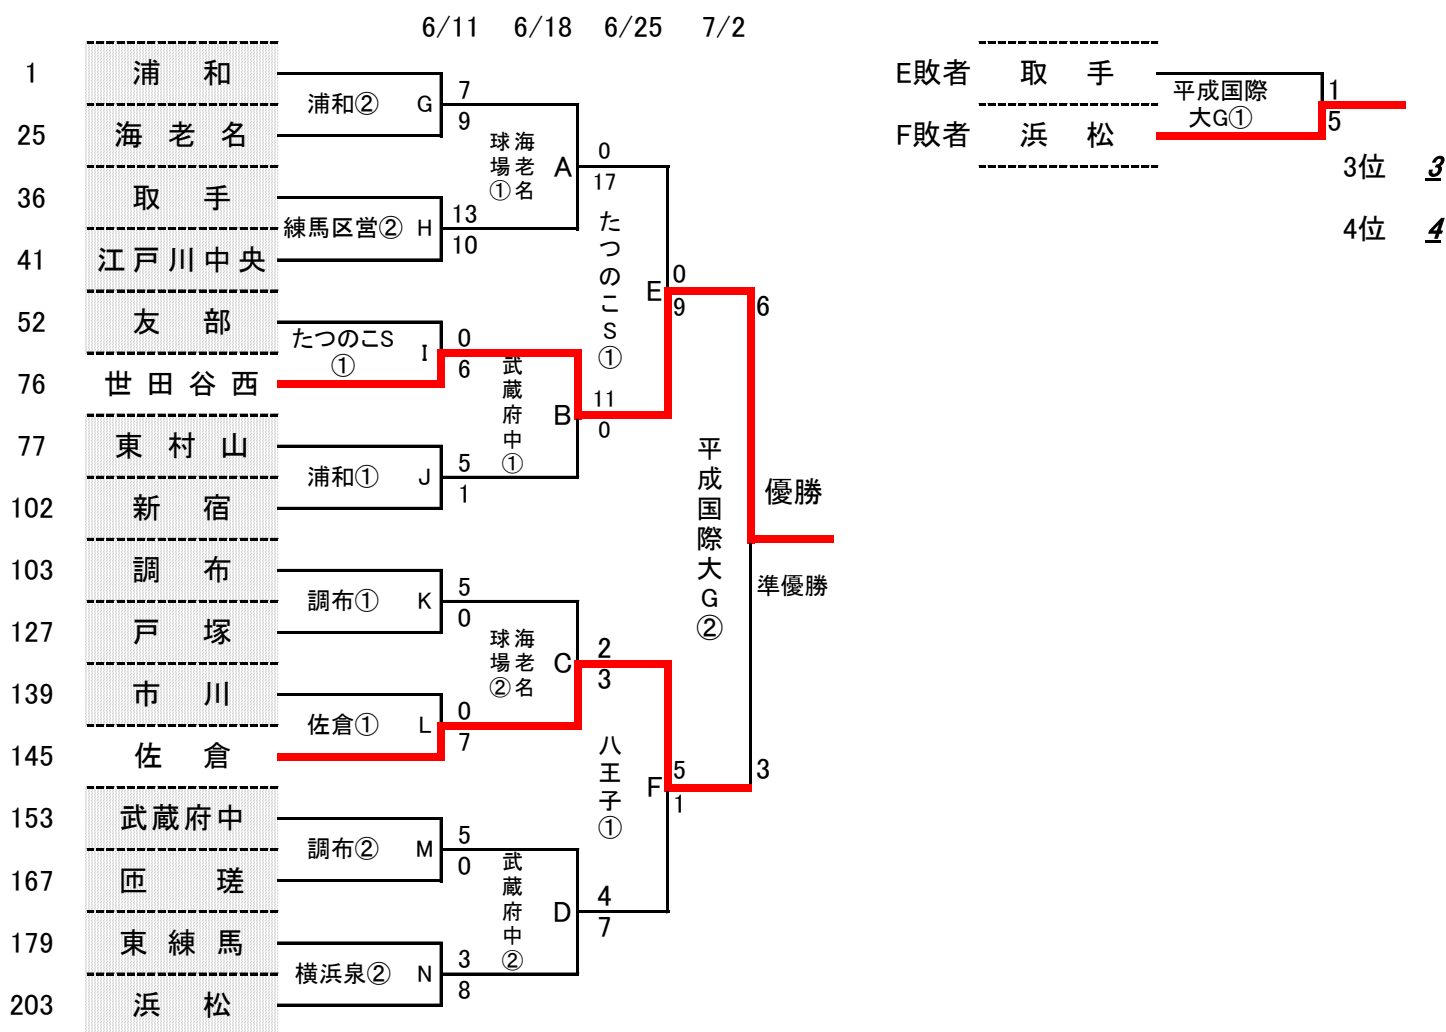 6/11 6/18 6/25 7/2
1 浦和
浦和② G
7
9
25 海老名
海老名球場① A
0
17
36 取手
練馬区営② H
13
10
41 江戸川中央
たつのこS① E
0
9
52 友部
たつのこS① I
0
6
76 世田谷西
武蔵府中① B
11
0
77 東村山
浦和① J
5
1
102 新宿
平成国際大G②
6
3
優勝
準優勝
103 調布
調布① K
5
0
127 戸塚
海老名球場② C
2
3
139 市川
佐倉① L
0
7
145 佐倉
八王子① F
5
1
153 武蔵府中
調布② M
5
0
167 匝瑳
武蔵府中② D
4
7
179 東練馬
横浜泉② N
3
8
203 浜松
E敗者 取手
平成国際大G①
1
5
F敗者 浜松
3位 3
4位 4